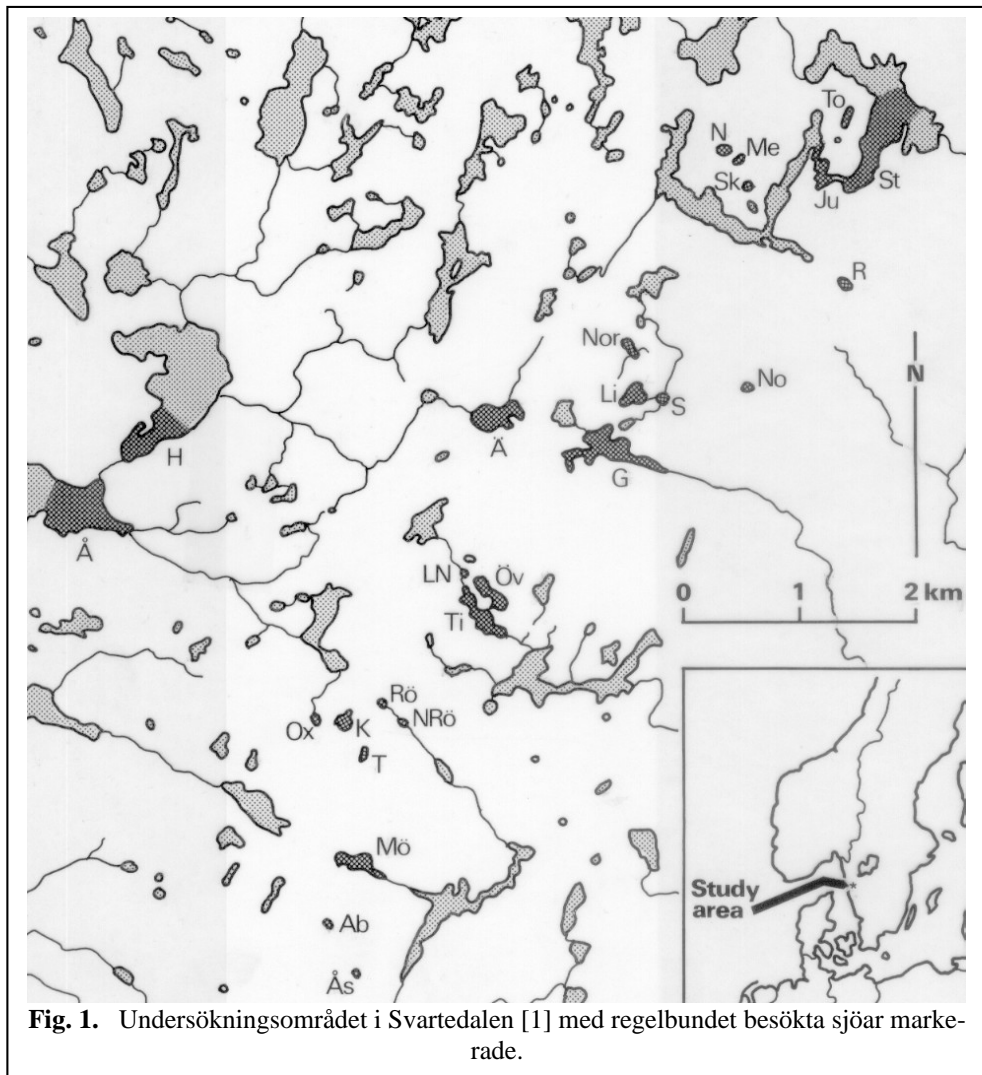 To
N
Me
Sk
Ju
St
R
Nor
N
Li
S
No
H
Ä
G
Å
LN
Öv
Ti
0 1 2 km
Rö
Ox
K
NRö
T
Mö
Study
area
Ab
Ås
Fig. 1. Undersökningsområdet i Svartedalen [1] med regelbundet besökta sjöar marke-
rade.